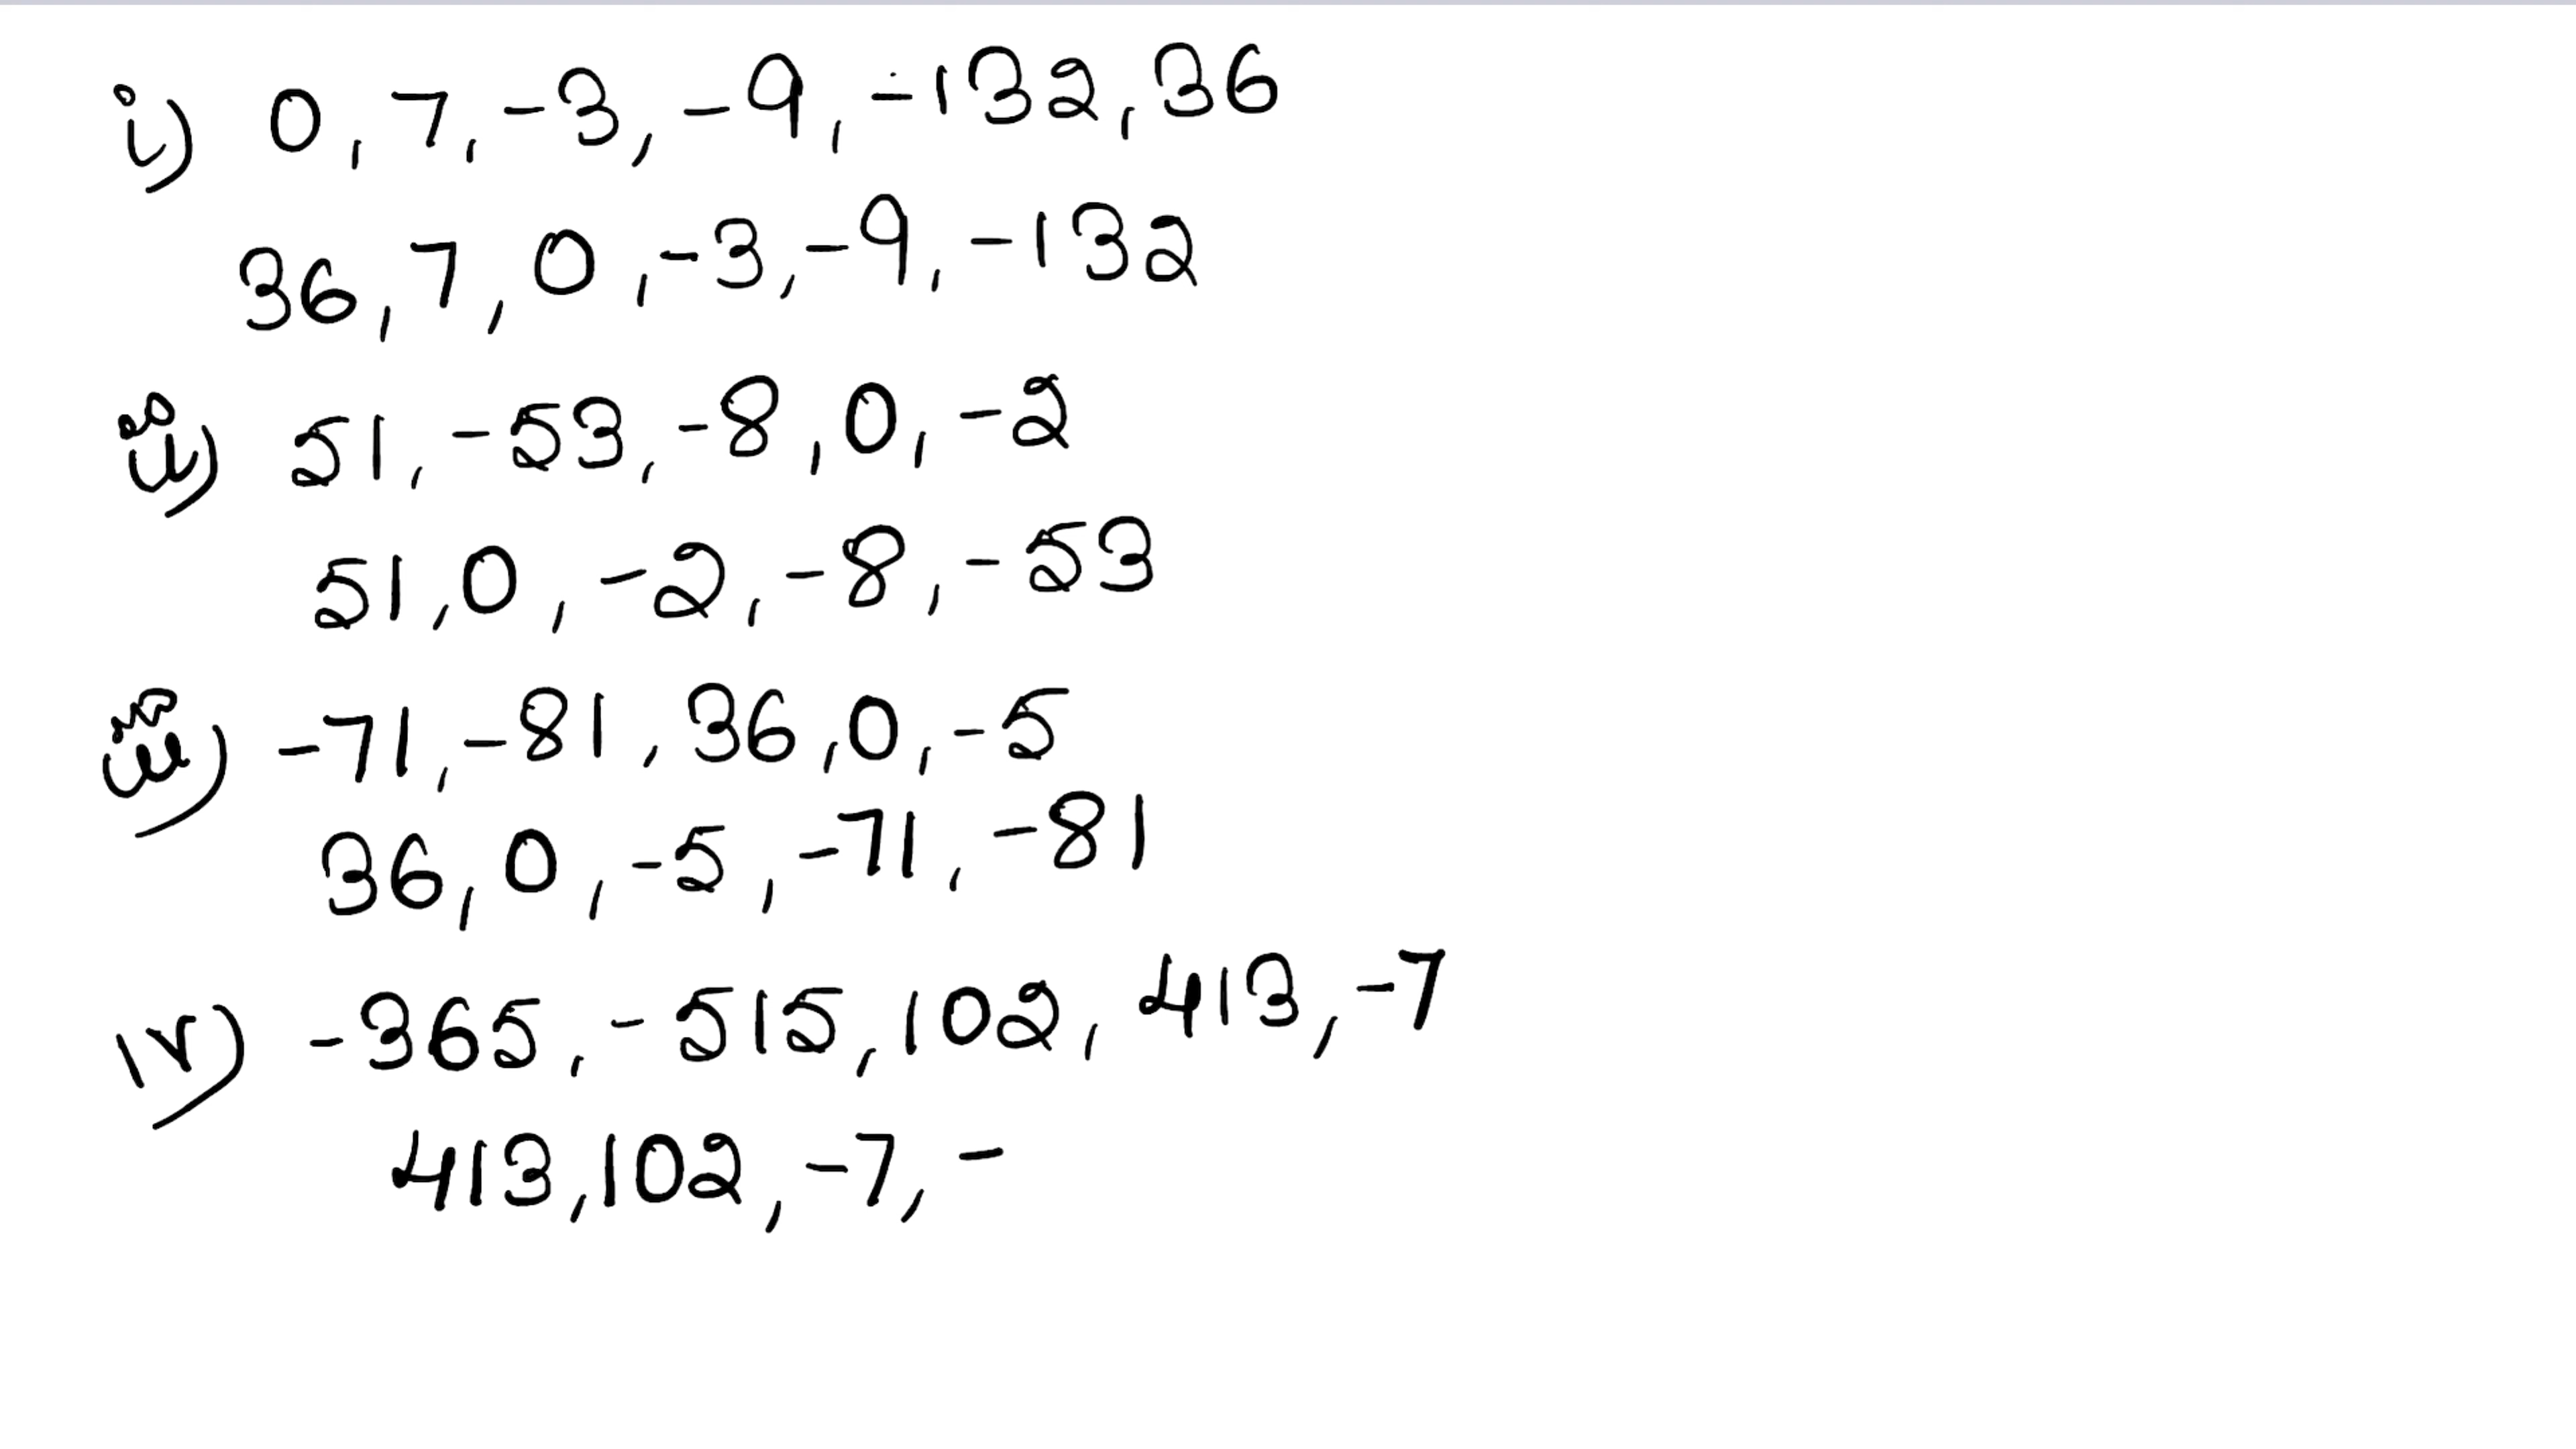 i) 0, 7, -3, -9, -132, 36
36, 7, 0, -3, -9, -132
ii) 51, -53, -8, 0, -2
51, 0, -2, -8, -53
iii) -71, -81, 36, 0, -5
36, 0, -5, -71, -81
iv) -365, -515, 102, 413, -7
413, 102, -7, -